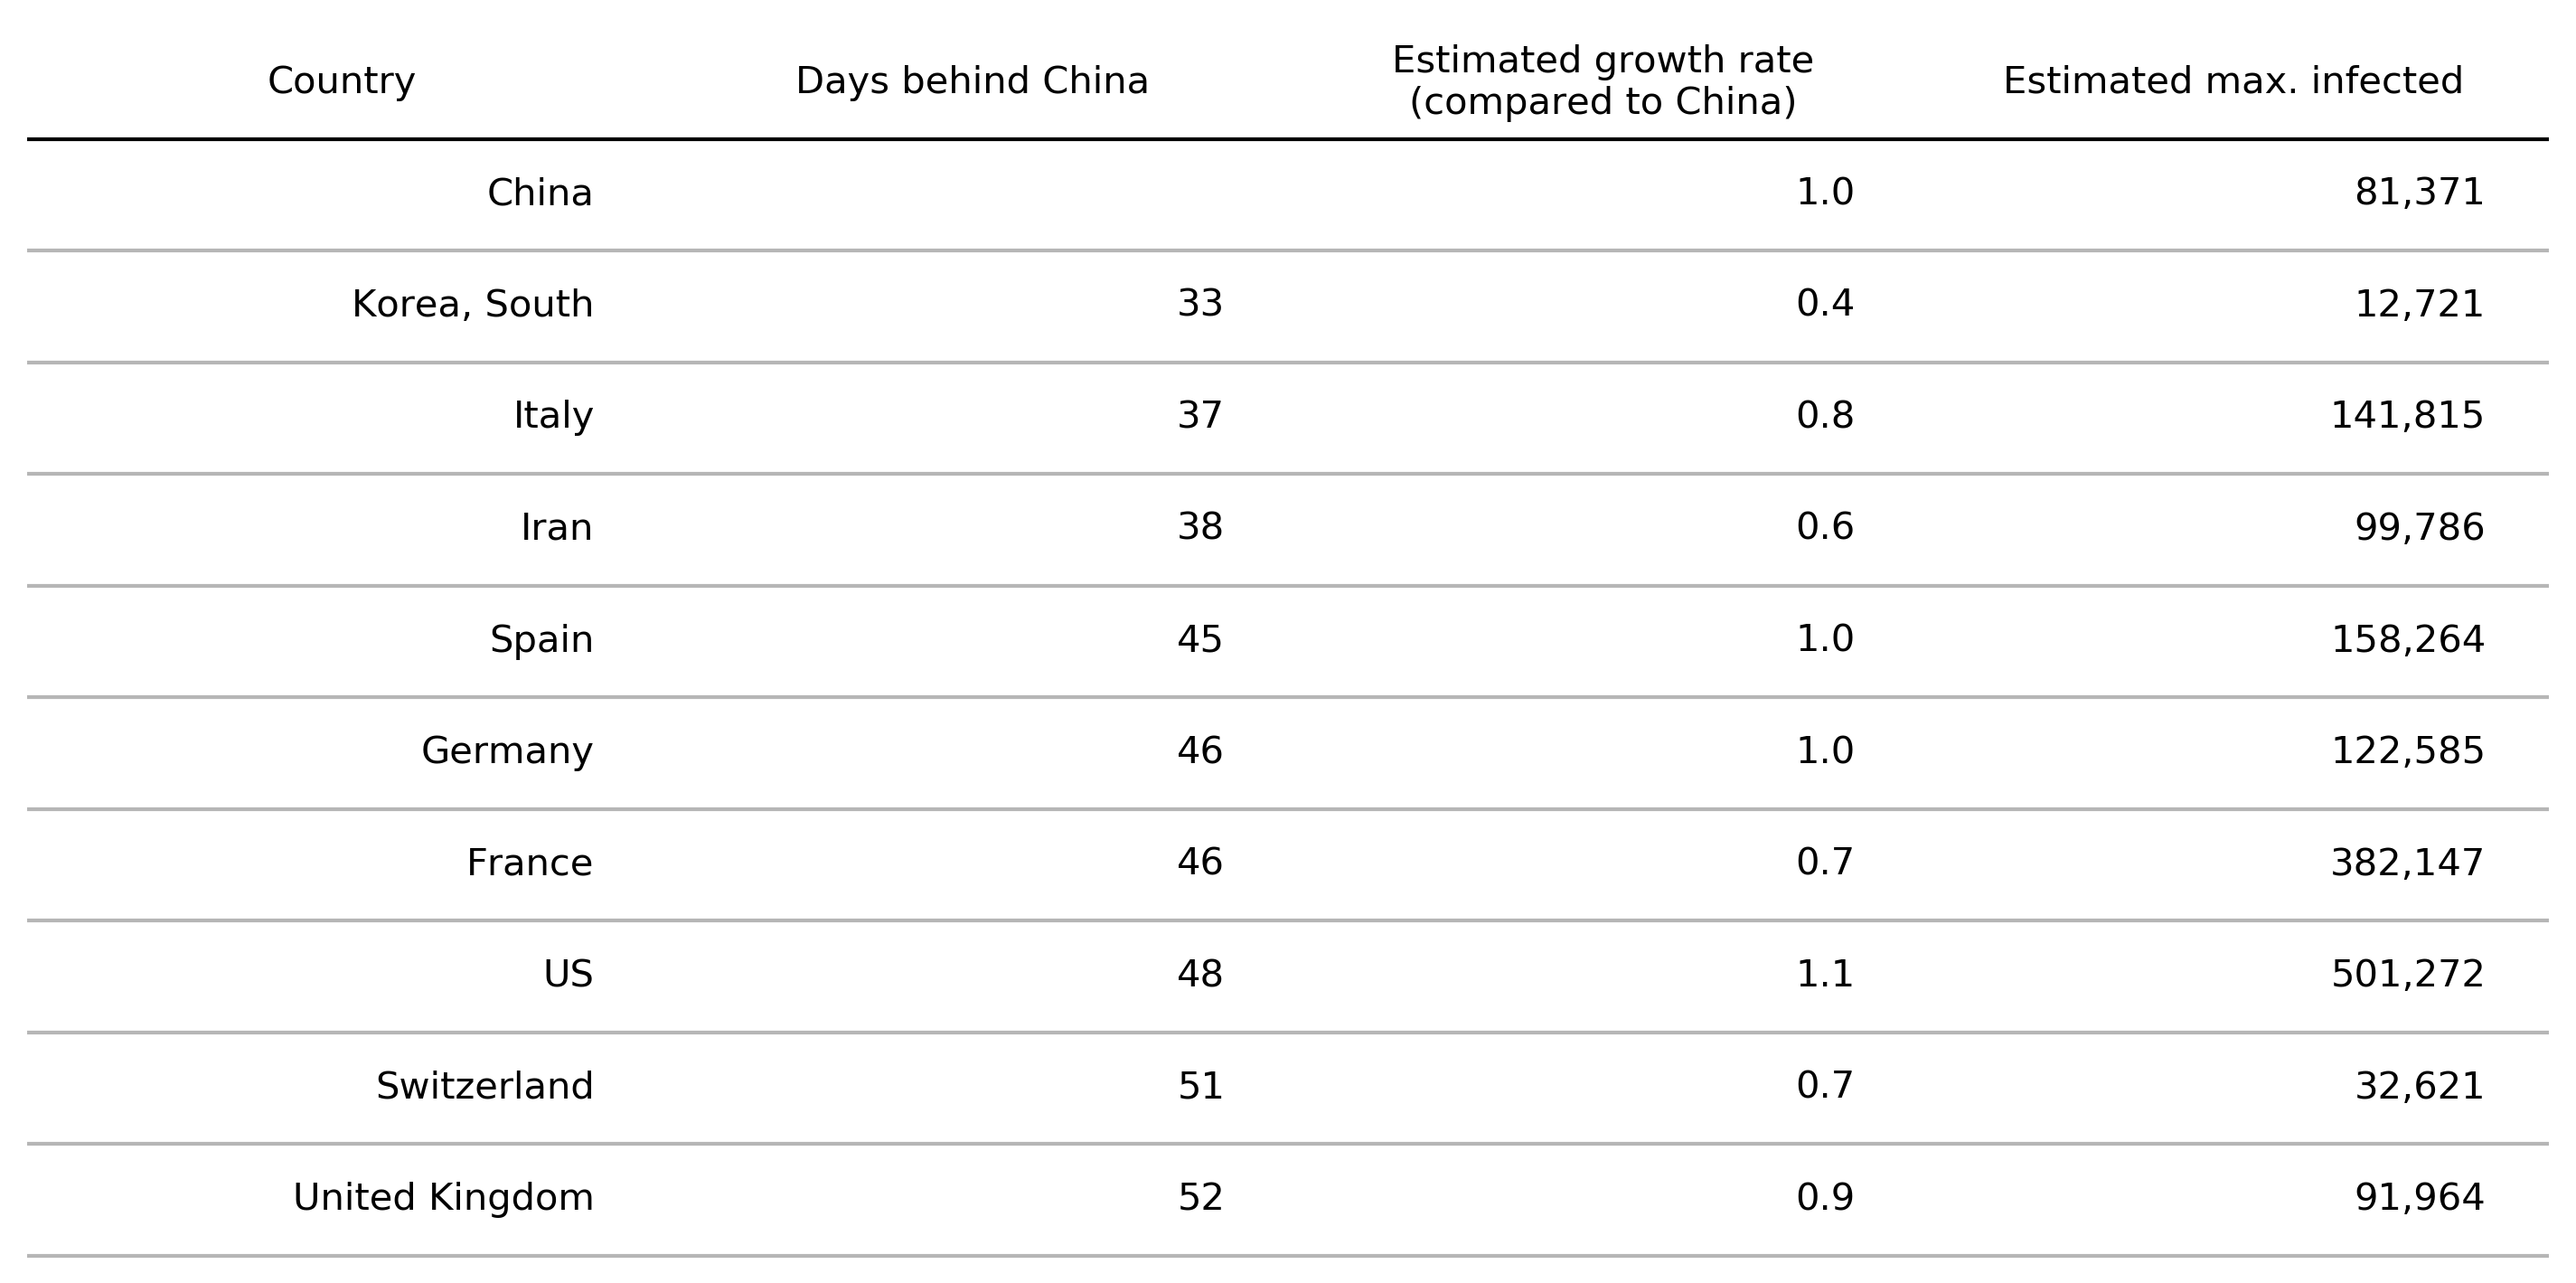 Country Days behind China Estimated growth rate (compared to China) Estimated max. infected
China 1.0 81,371
Korea, South 33 0.4 12,721
Italy 37 0.8 141,815
Iran 38 0.6 99,786
Spain 45 1.0 158,264
Germany 46 1.0 122,585
France 46 0.7 382,147
US 48 1.1 501,272
Switzerland 51 0.7 32,621
United Kingdom 52 0.9 91,964